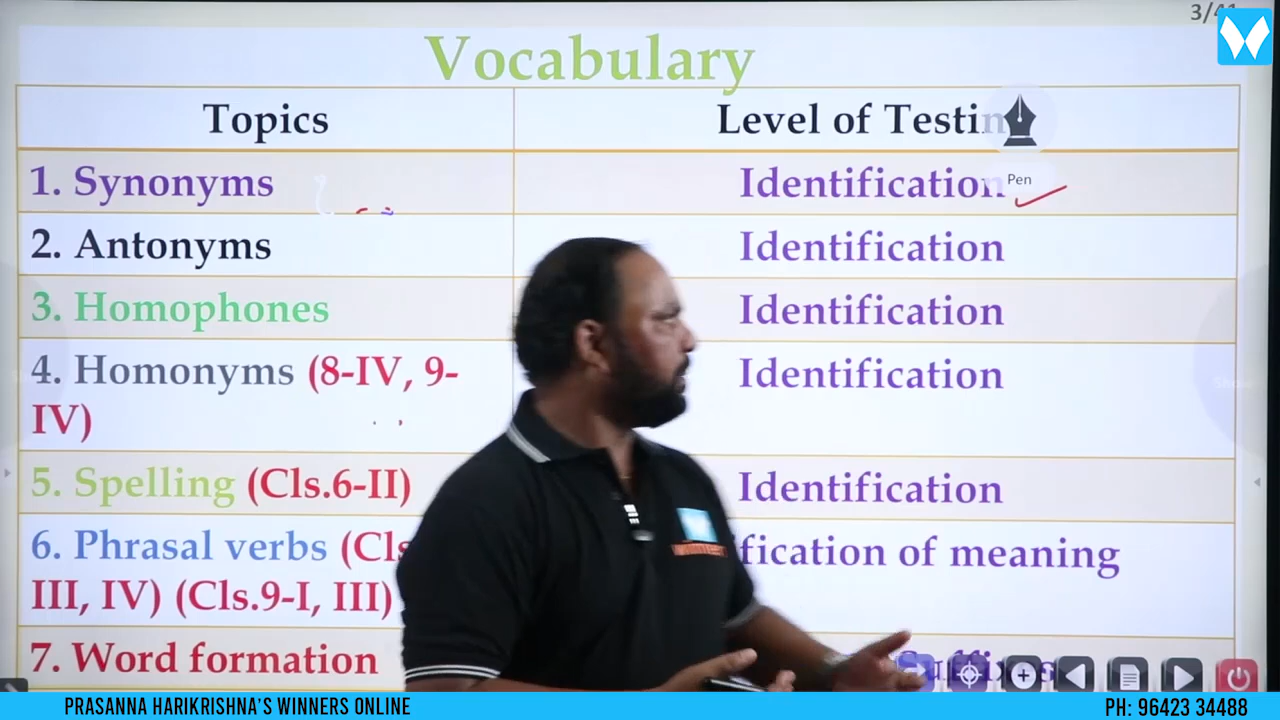 3/41
Vocabulary
Topics Level of Testin
Pen
1. Synonyms Identification
2. Antonyms Identification
3. Homophones Identification
4. Homonyms (8-IV, 9-
IV) Identification
5. Spelling (Cls.6-II) Identification
6. Phrasal verbs (Cls
III, IV) (Cls.9-I, III) fication of meaning
7. Word formation Suffixes
PRASANNA HARIKRISHNA'S WINNERS ONLINE PH: 96423 34488